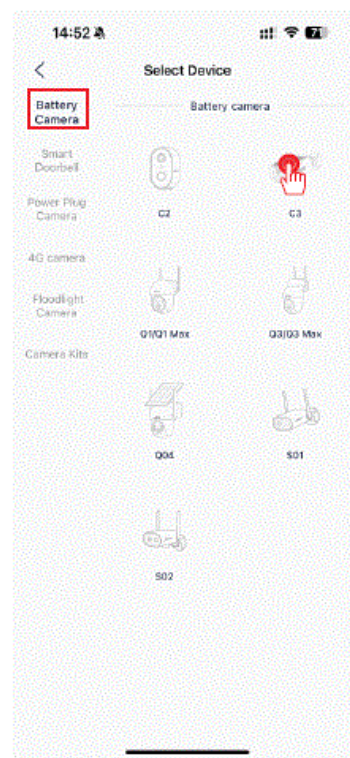 14:52
71
Select Device
Battery
Camera
Battery camera
Smart
Doorbell
Power Plug
Camera
C2
C3
4G camera
Floodlight
Camera
Q1/Q1 Max
Q3/Q3 Max
Camera Kits
Q04
S01
S02